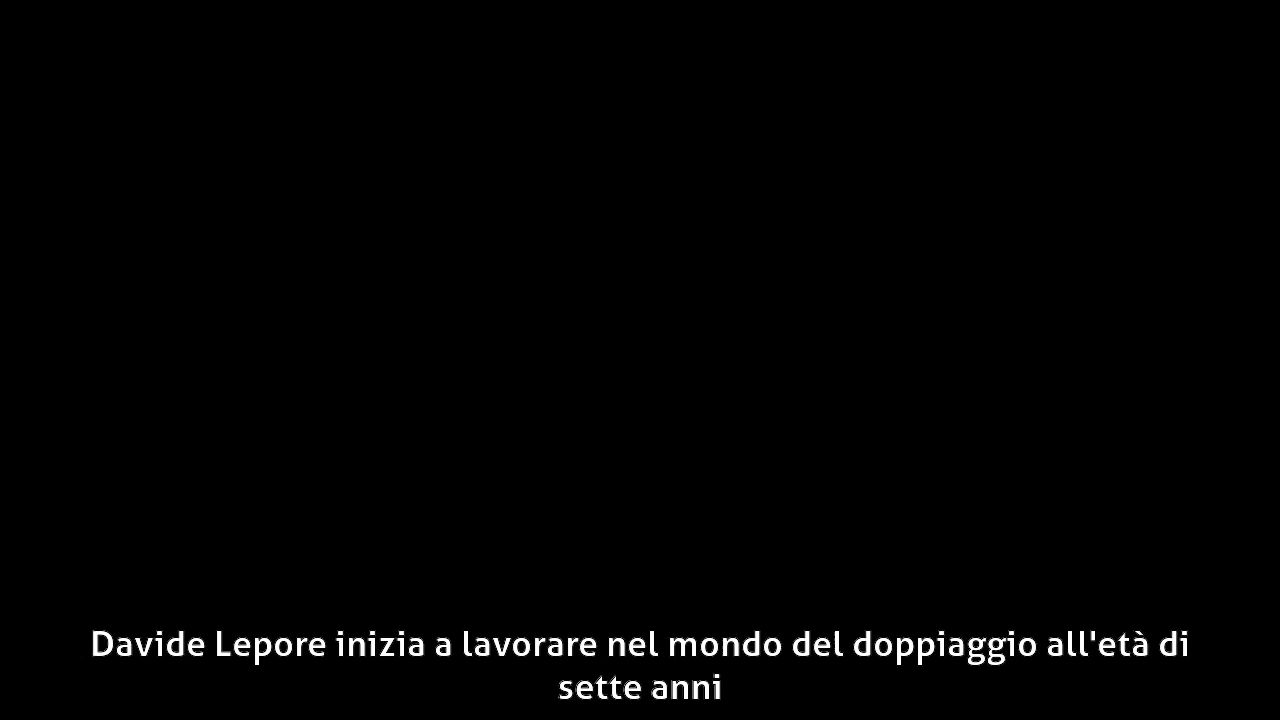 Davide Lepore inizia a lavorare nel mondo del doppiaggio all'età di
sette anni